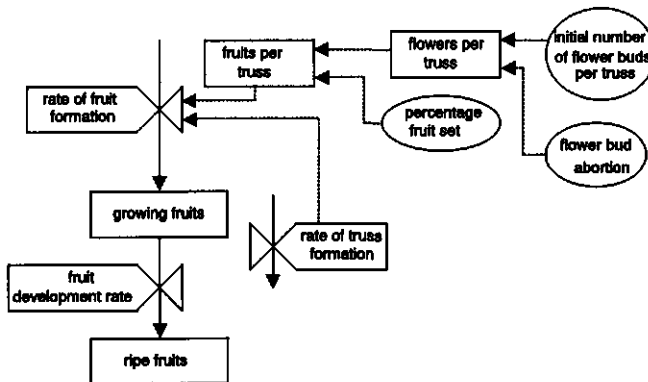 initial number
of flower buds
per truss
flowers per
truss
fruits per
truss
rate of fruit
formation
percentage
fruit set
flower bud
abortion
growing fruits
rate of truss
formation
fruit
development rate
ripe fruits